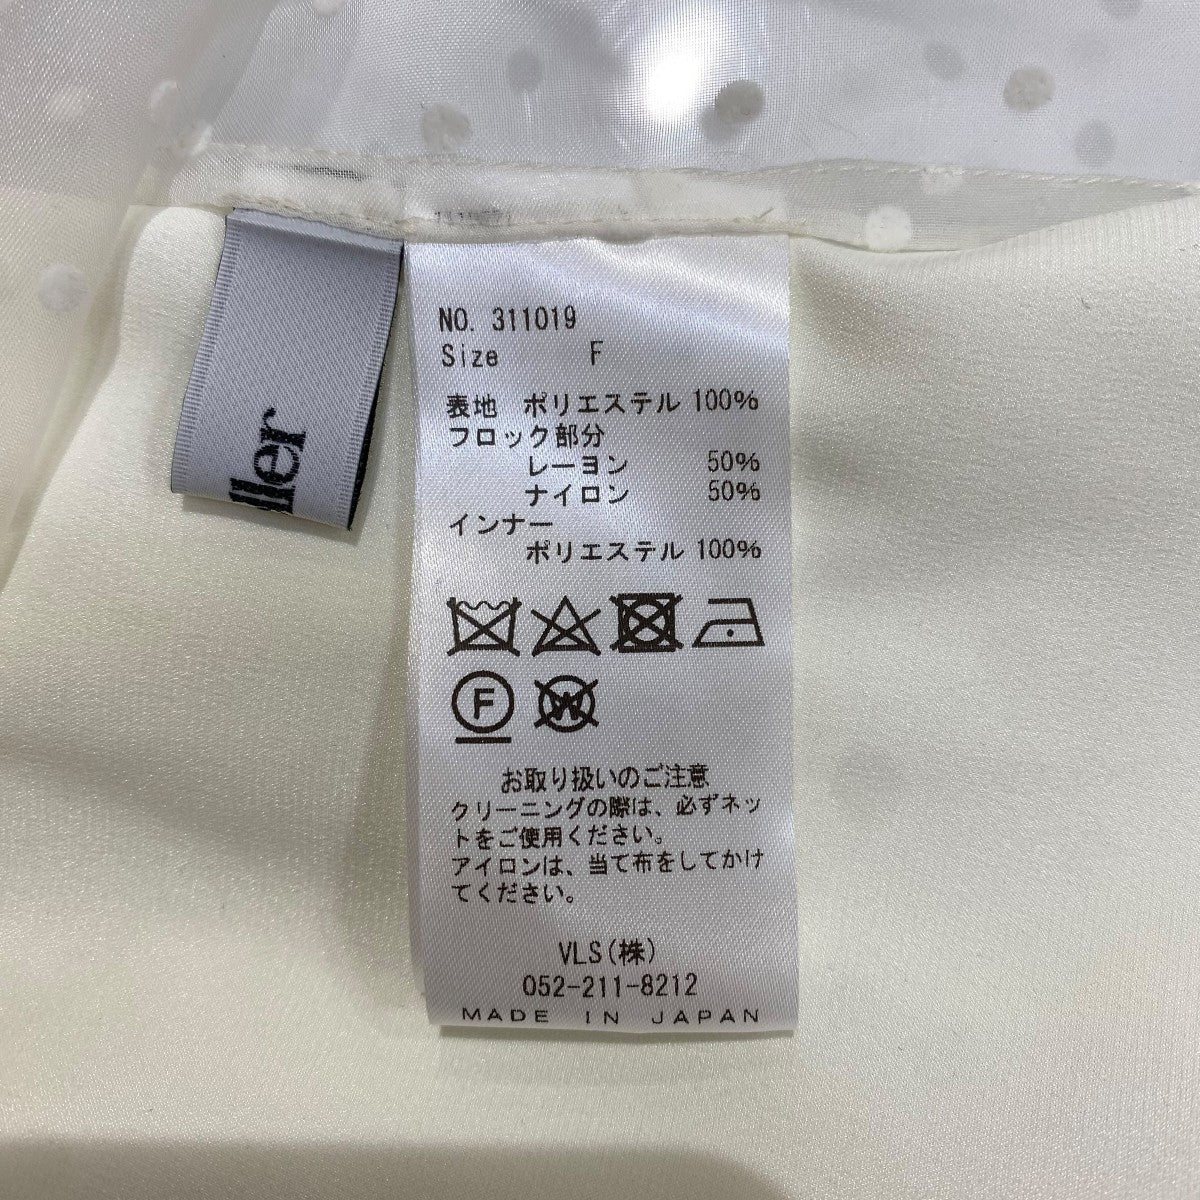 NO. 311019
Size F
表地 ポリエステル 100%
フロック部分
レーヨン 50%
ナイロン 50%
インナー
ポリエステル 100%
F
W
お取り扱いのご注意
クリーニングの際は、必ずネッ
トをご使用ください。
アイロンは、当て布をしてかけ
てください。
VLS(株)
052-211-8212
MADE IN JAPAN